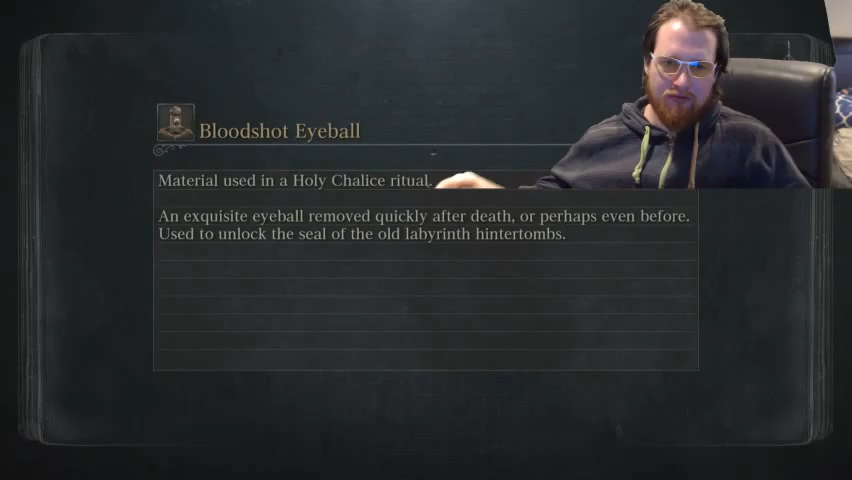 Bloodshot Eyeball
Material used in a Holy Chalice ritual.
An exquisite eyeball removed quickly after death, or perhaps even before.
Used to unlock the seal of the old labyrinth hintertombs.